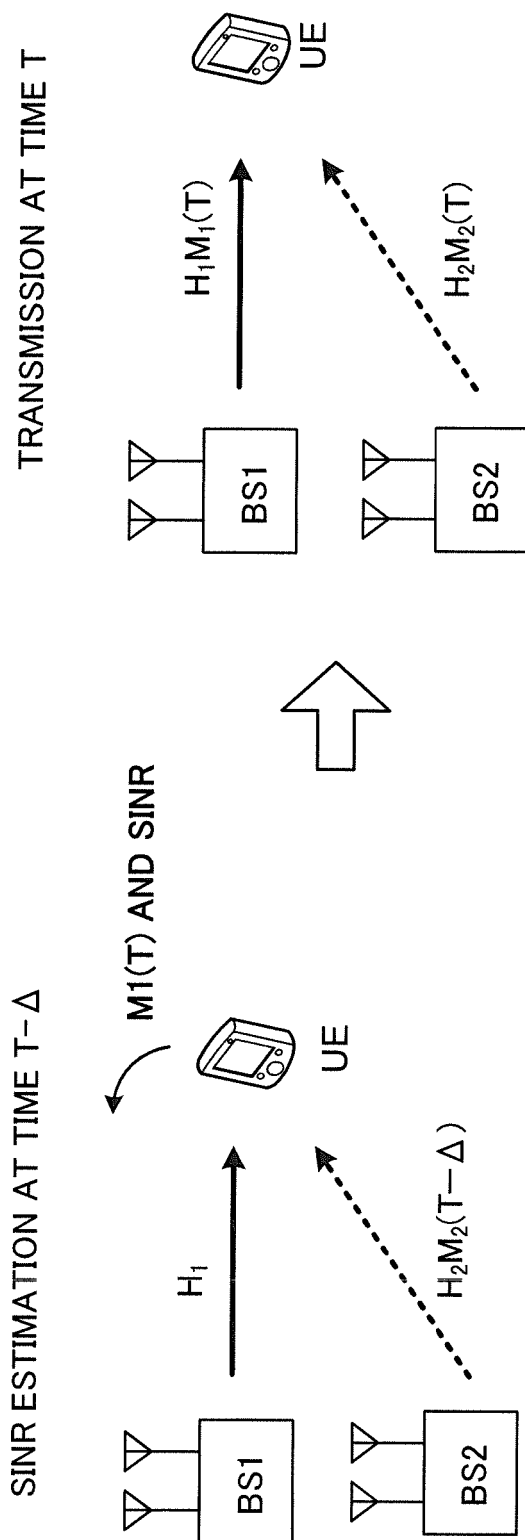 SINR ESTIMATION AT TIME T-Δ
M1(T) AND SINR
BS1
H₁
UE
BS2
H₂M₂(T-Δ)
TRANSMISSION AT TIME T
BS1
H₁M₁(T)
UE
BS2
H₂M₂(T)